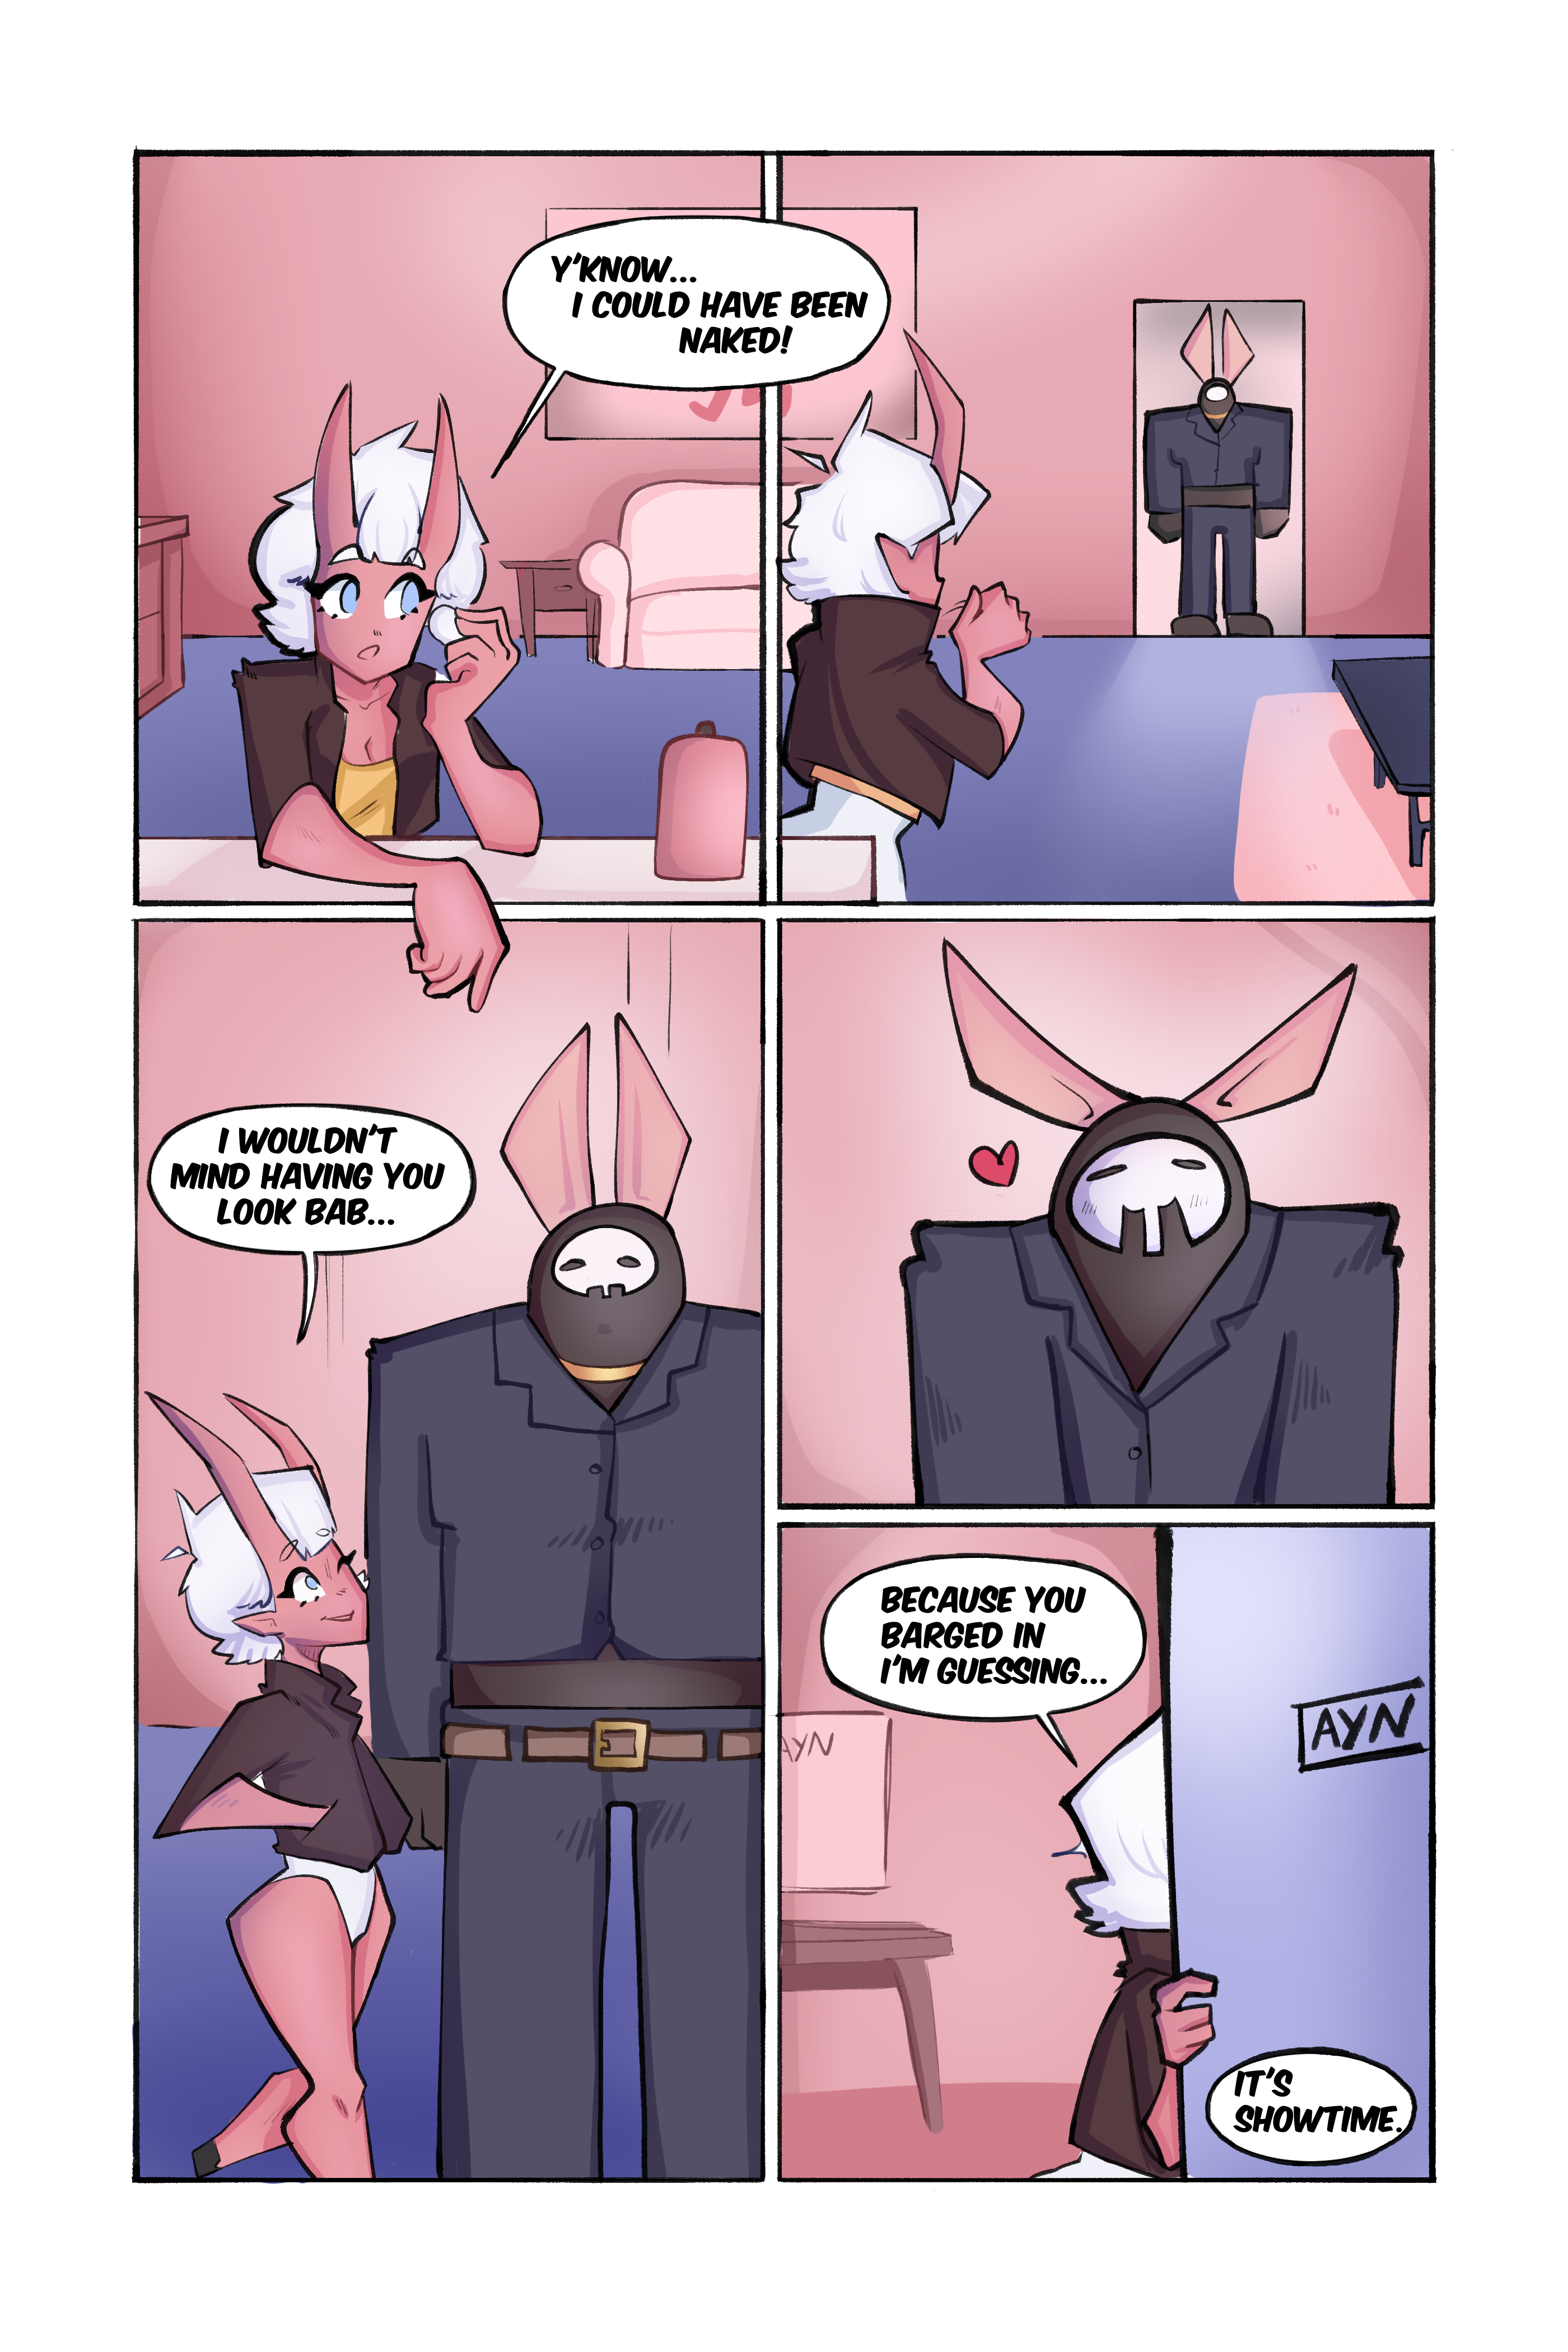 Y'KNOW...
I COULD HAVE BEEN
NAKED!
I WOULDN'T
MIND HAVING YOU
LOOK BAB...
BECAUSE YOU
BARGED IN
I'M GUESSING...
AYN
AYN
IT'S
SHOWTIME.